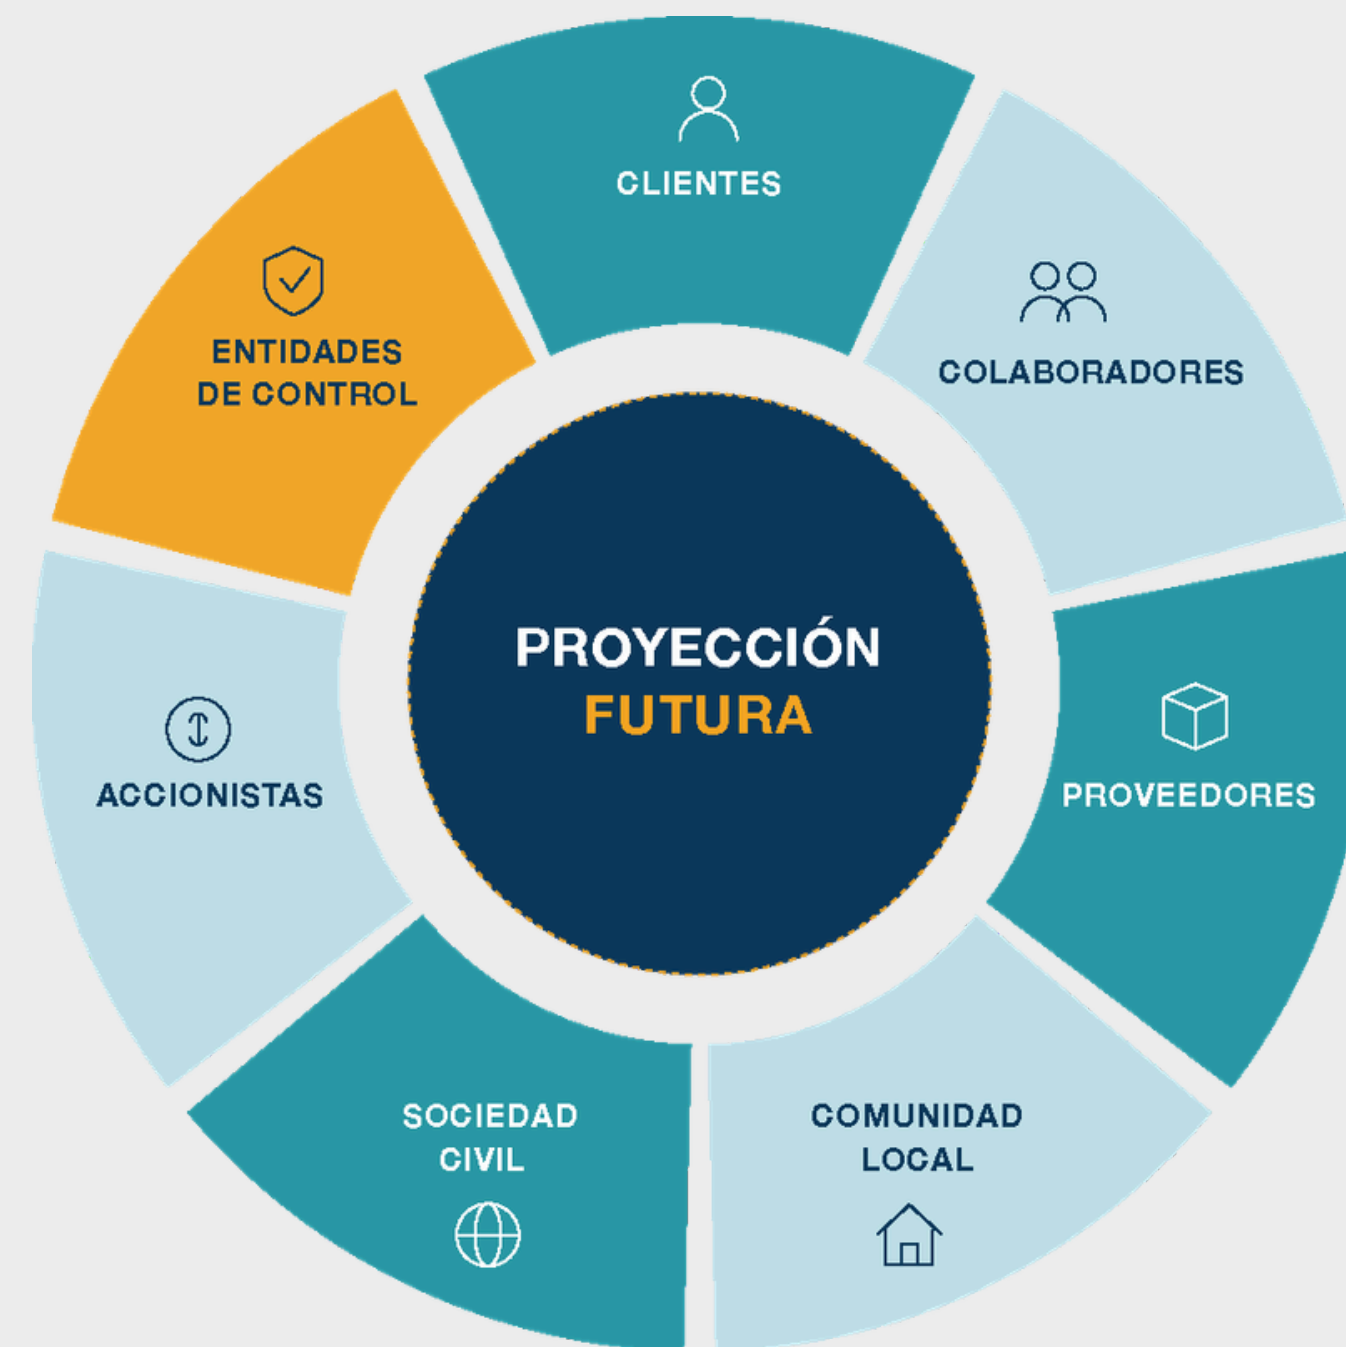 CLIENTES
COLABORADORES
PROVEEDORES
COMUNIDAD
LOCAL
SOCIEDAD
CIVIL
ACCIONISTAS
ENTIDADES
DE CONTROL
PROYECCIÓN
FUTURA